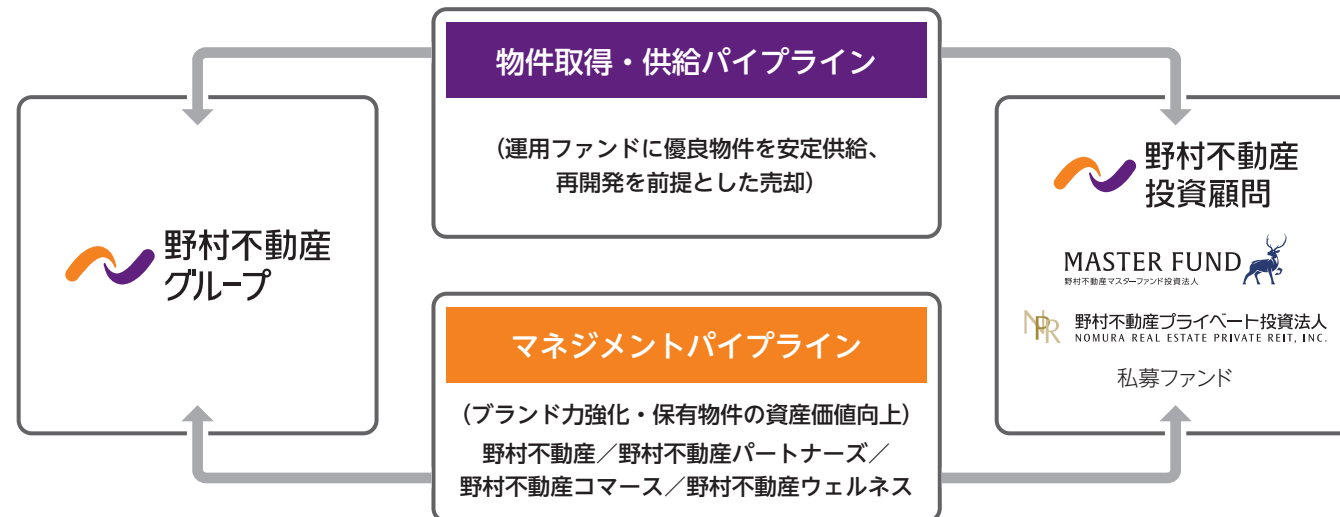 野村不動産
グループ
物件取得・供給パイプライン
(運用ファンドに優良物件を安定供給、
再開発を前提とした売却)
マネジメントパイプライン
(ブランド力強化・保有物件の資産価値向上)
野村不動産／野村不動産パートナーズ／
野村不動産コマース／野村不動産ウェルネス
野村不動産
投資顧問
MASTER FUND
野村不動産マスターファンド投資法人
NPR 野村不動産プライベート投資法人
NOMURA REAL ESTATE PRIVATE REIT, INC.
私募ファンド